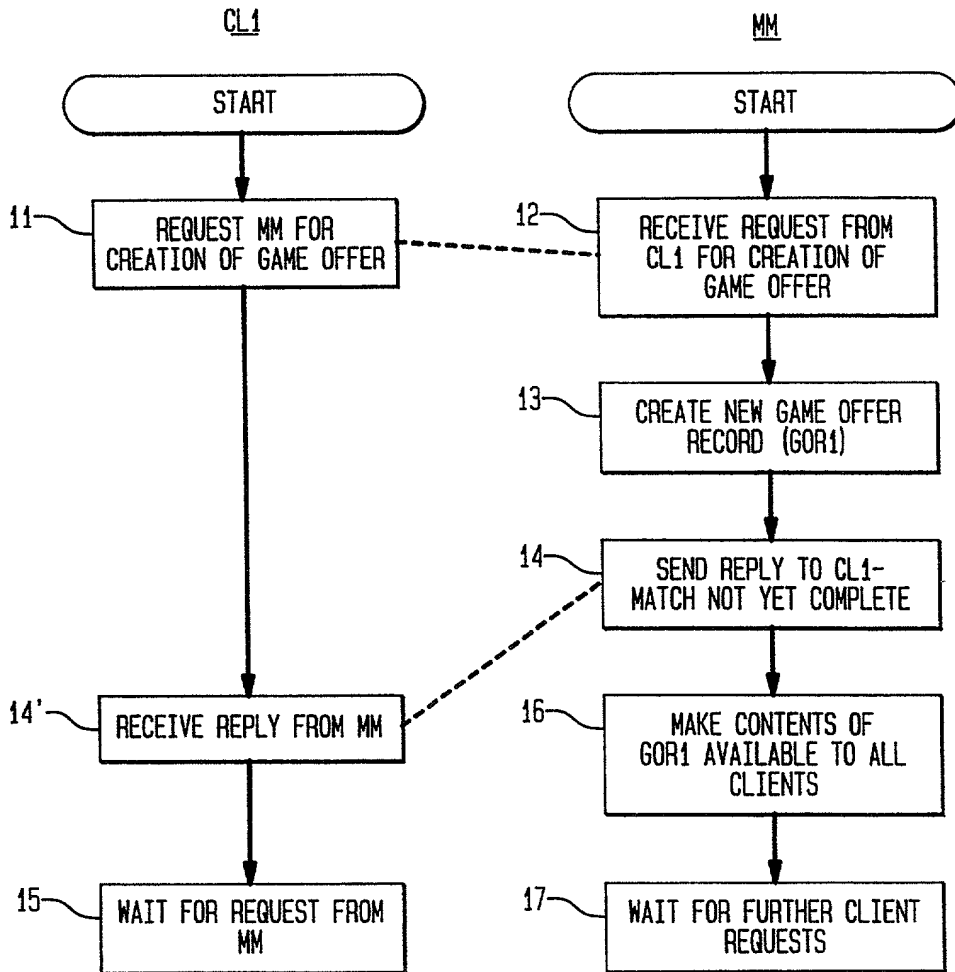 CL1
MM
START
START
11
REQUEST MM FOR
CREATION OF GAME OFFER
12
RECEIVE REQUEST FROM
CL1 FOR CREATION OF
GAME OFFER
13
CREATE NEW GAME OFFER
RECORD (GOR1)
14
SEND REPLY TO CL1-
MATCH NOT YET COMPLETE
14'
RECEIVE REPLY FROM MM
16
MAKE CONTENTS OF
GOR1 AVAILABLE TO ALL
CLIENTS
15
WAIT FOR REQUEST FROM
MM
17
WAIT FOR FURTHER CLIENT
REQUESTS